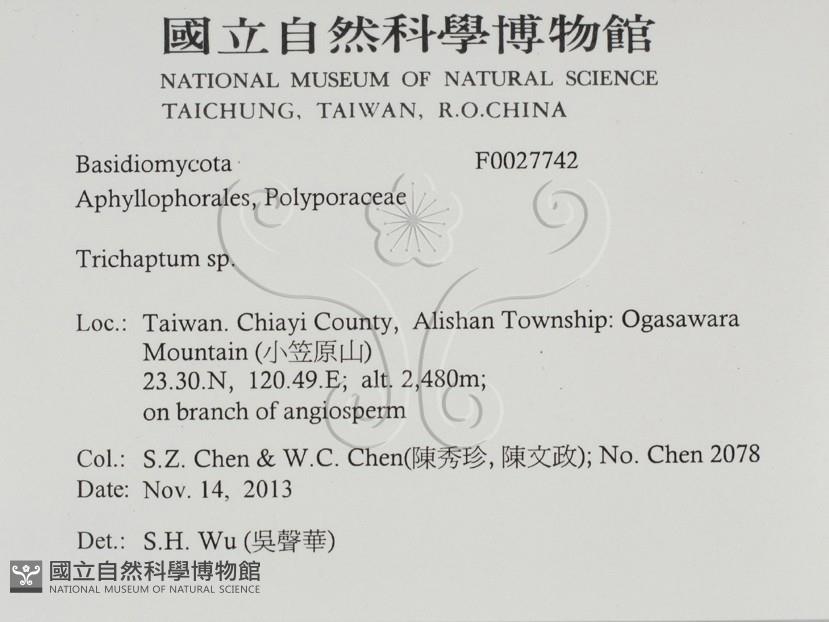 國立自然科學博物館
NATIONAL MUSEUM OF NATURAL SCIENCE
TAICHUNG, TAIWAN, R.O.CHINA
Basidiomycota F0027742
Aphyllophorales, Polyporaceae
Trichaptum sp.
Loc.: Taiwan. Chiayi County, Alishan Township: Ogasawara
Mountain (小笠原山)
23.30.N, 120.49.E; alt. 2,480m;
on branch of angiosperm
Col.: S.Z. Chen & W.C. Chen(陳秀珍, 陳文政); No. Chen 2078
Date: Nov. 14, 2013
Det.: S.H. Wu (吳聲華)
國立自然科學博物館
NATIONAL MUSEUM OF NATURAL SCIENCE